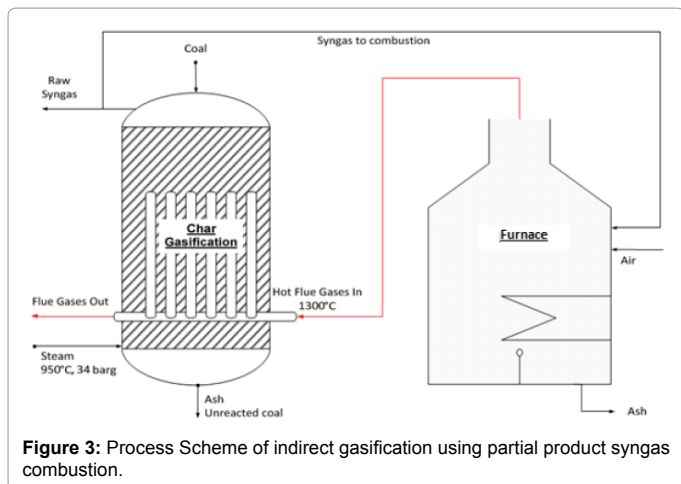 Syngas to combustion
Coal
Raw
Syngas
Char
Gasification
Furnace
Air
Hot Flue Gases In
1300°C
Flue Gases Out
Steam
950°C, 34 barg
Ash
Unreacted coal
Ash
Figure 3: Process Scheme of indirect gasification using partial product syngas
combustion.